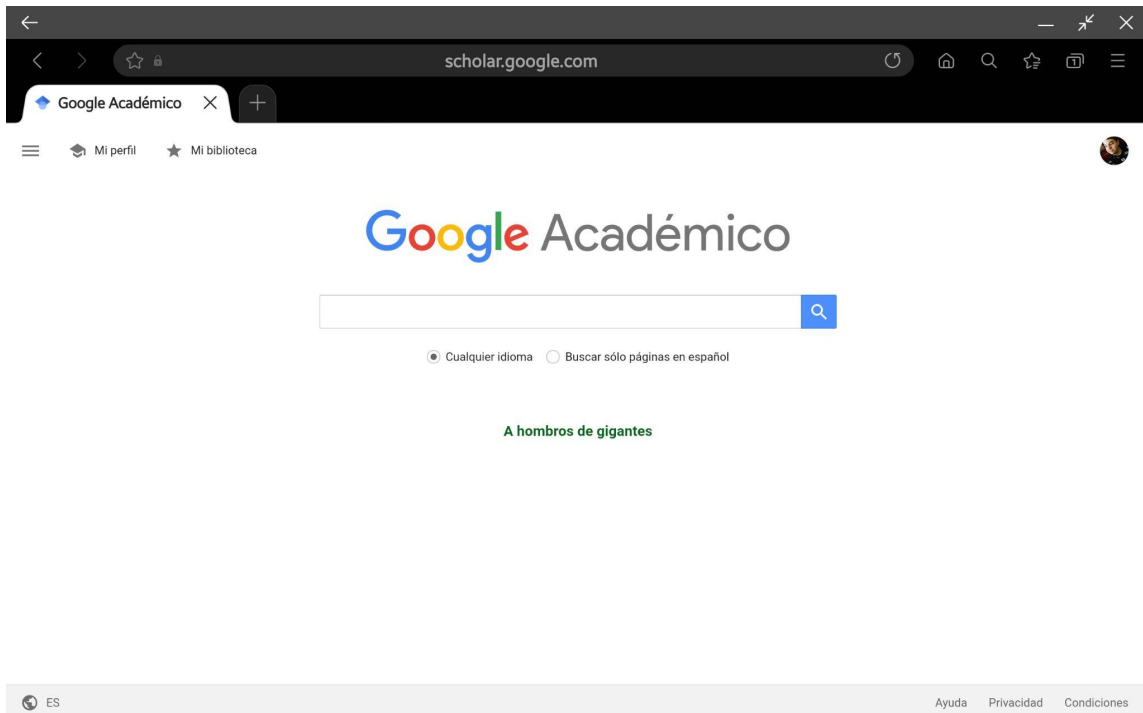 scholar.google.com
1
Google Académico
Mi perfil Mi biblioteca
Google Académico
Cualquier idioma Buscar sólo páginas en español
A hombros de gigantes
ES Ayuda Privacidad Condiciones